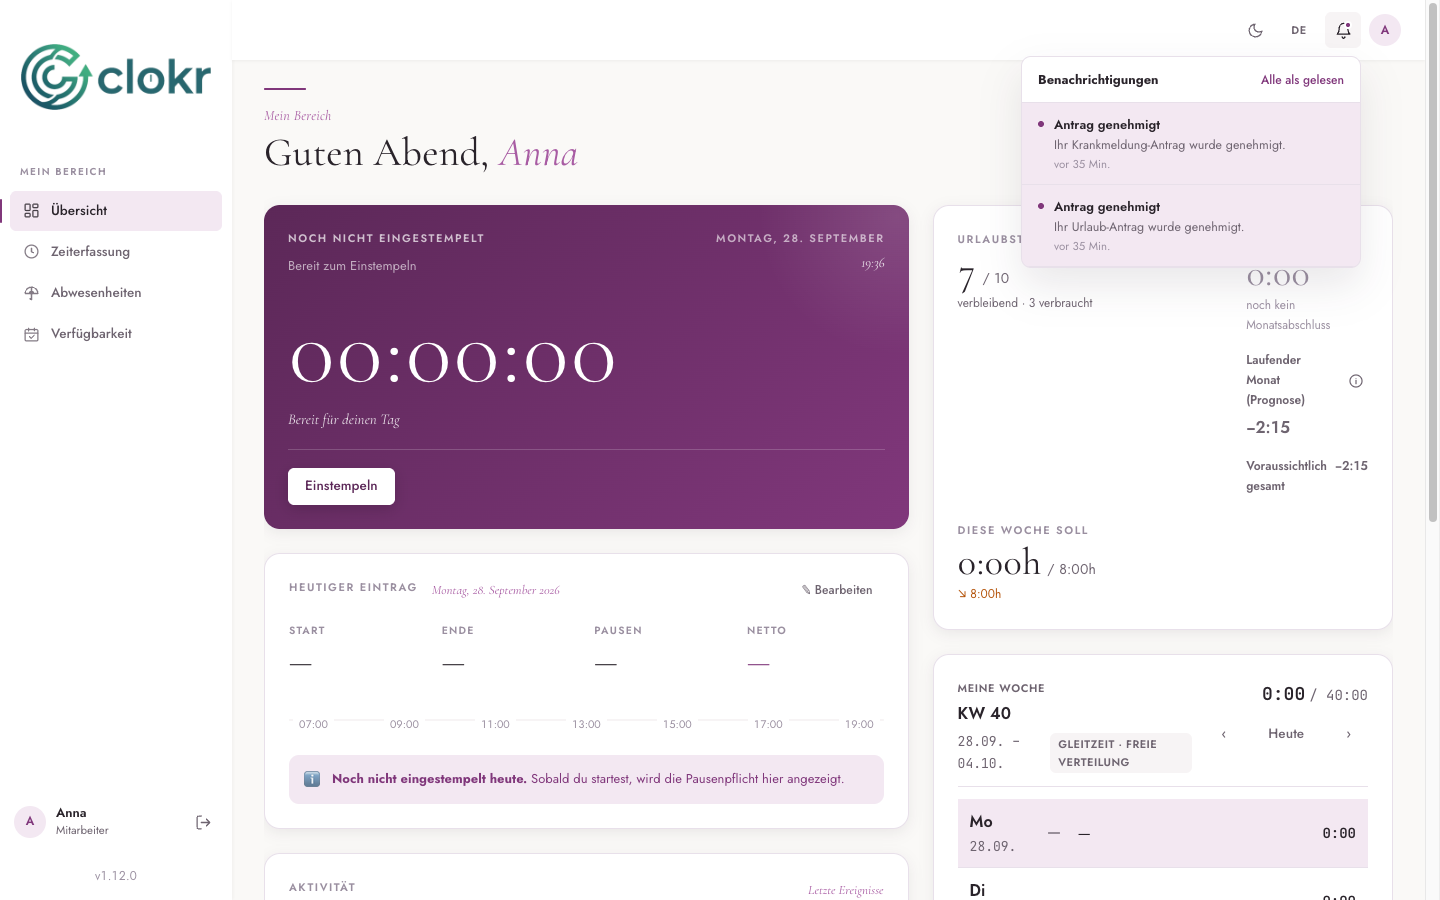 clokr
MEIN BEREICH
Übersicht
Zeiterfassung
Abwesenheiten
Verfügbarkeit
A
Anna
Mitarbeiter
v1.12.0
DE
A
Benachrichtigungen
Alle als gelesen
Antrag genehmigt
Ihr Krankmeldung-Antrag wurde genehmigt.
vor 35 Min.
Antrag genehmigt
Ihr Urlaub-Antrag wurde genehmigt.
vor 35 Min.
Mein Bereich
Guten Abend, Anna
NOCH NICHT EINGESTEMPELT
MONTAG, 28. SEPTEMBER
Bereit zum Einstempeln
19:36
00:00:00
Bereit für deinen Tag
Einstempeln
HEUTIGER EINTRAG
Montag, 28. September 2026
✎ Bearbeiten
START
ENDE
PAUSEN
NETTO
—
—
—
—
07:00
09:00
11:00
13:00
15:00
17:00
19:00
Noch nicht eingestempelt heute. Sobald du startest, wird die Pausenpflicht hier angezeigt.
AKTIVITÄT
Letzte Ereignisse
7 / 10
verbleibend · 3 verbraucht
0:00
noch kein
Monatsabschluss
Laufender
Monat
(Prognose)
−2:15
Voraussichtlich −2:15
gesamt
DIESE WOCHE SOLL
0:00h / 8:00h
↘ 8:00h
MEINE WOCHE
KW 40
28.09. –
04.10.
GLEITZEIT · FREIE
VERTEILUNG
0:00 / 40:00
‹ Heute ›
Mo
28.09.
— —
0:00
Di